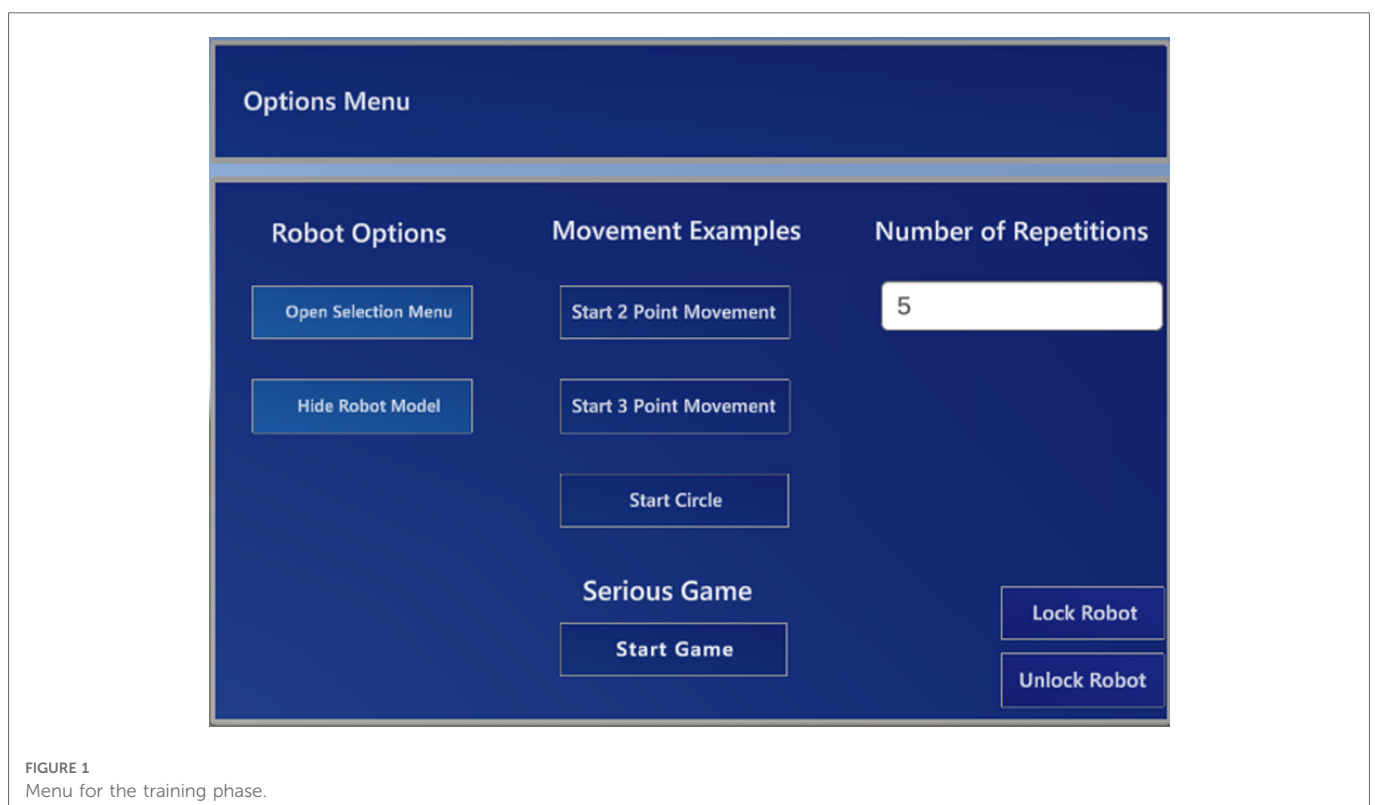 Options Menu
Robot Options
Movement Examples
Number of Repetitions
Open Selection Menu
Start 2 Point Movement
5
Hide Robot Model
Start 3 Point Movement
Start Circle
Serious Game
Start Game
Lock Robot
Unlock Robot
FIGURE 1
Menu for the training phase.